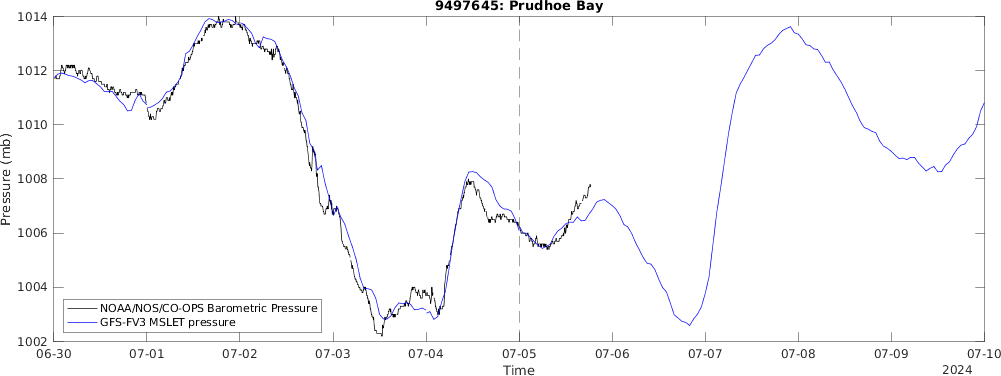 9497645: Prudhoe Bay
1014
1012
1010
1008
1006
1004
1002
Pressure (mb)
NOAA/NOS/CO-OPS Barometric Pressure
GFS-FV3 MSLET pressure
06-30 07-01 07-02 07-03 07-04 07-05 07-06 07-07 07-08 07-09 07-10
Time
2024